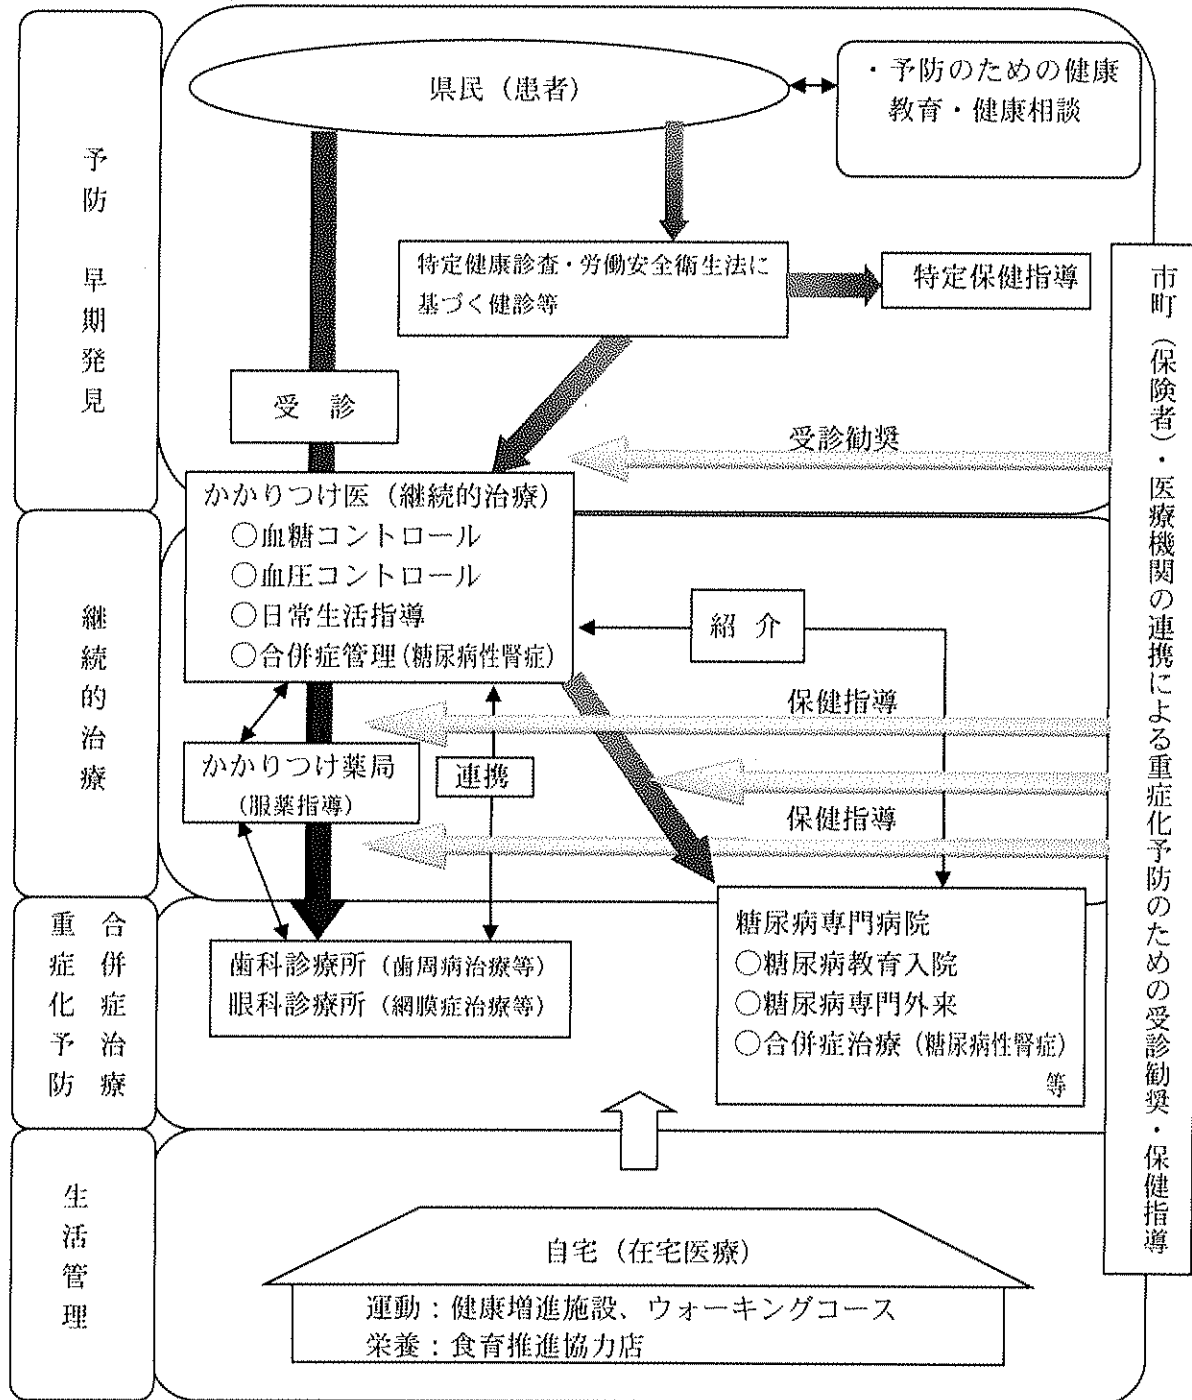 予防 早期発見
県民（患者）
・予防のための健康
教育・健康相談
特定健康診査・労働安全衛生法に
基づく健診等
特定保健指導
受 診
受診勧奨
市町（保険者）・医療機関の連携による重症化予防のための受診勧奨・保健指導
継続的治療
かかりつけ医（継続的治療）
○血糖コントロール
○血圧コントロール
○日常生活指導
○合併症管理（糖尿病性腎症）
紹 介
保健指導
かかりつけ薬局
（服薬指導）
連携
保健指導
合併症治療
重症化予防
歯科診療所（歯周病治療等）
眼科診療所（網膜症治療等）
糖尿病専門病院
○糖尿病教育入院
○糖尿病専門外来
○合併症治療（糖尿病性腎症）
等
生活管理
自宅（在宅医療）
運動：健康増進施設、ウォーキングコース
栄養：食育推進協力店